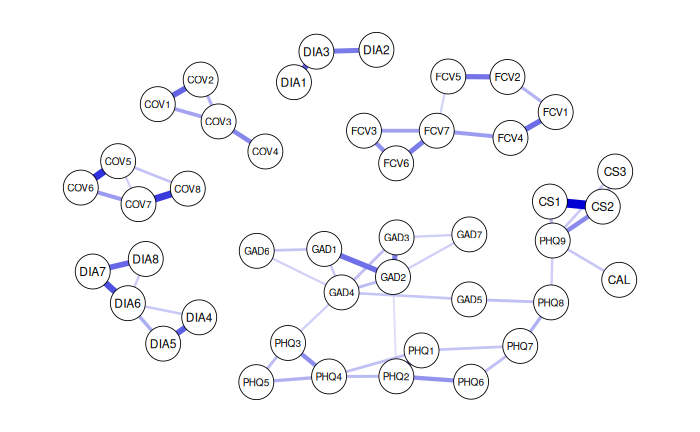 DIA3
DIA2
DIA1
COV2
COV1
COV3
COV4
FCV5
FCV2
FCV1
FCV3
FCV7
FCV4
FCV6
COV5
COV6
COV8
COV7
CS3
CS1
CS2
PHQ9
CAL
DIA8
DIA7
DIA6
DIA4
DIA5
GAD6
GAD1
GAD3
GAD7
GAD2
GAD4
GAD5
PHQ8
PHQ3
PHQ1
PHQ7
PHQ5
PHQ4
PHQ2
PHQ6